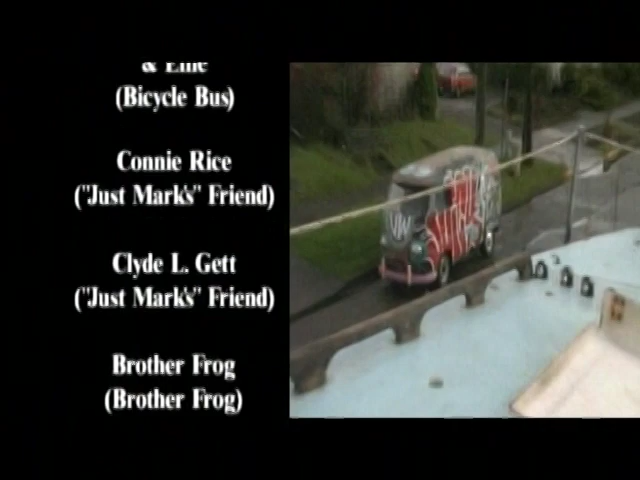 (Bicycle Bus)
Connie Rice
("Just Mark's" Friend)
Clyde L. Gett
("Just Mark's" Friend)
Brother Frog
(Brother Frog)